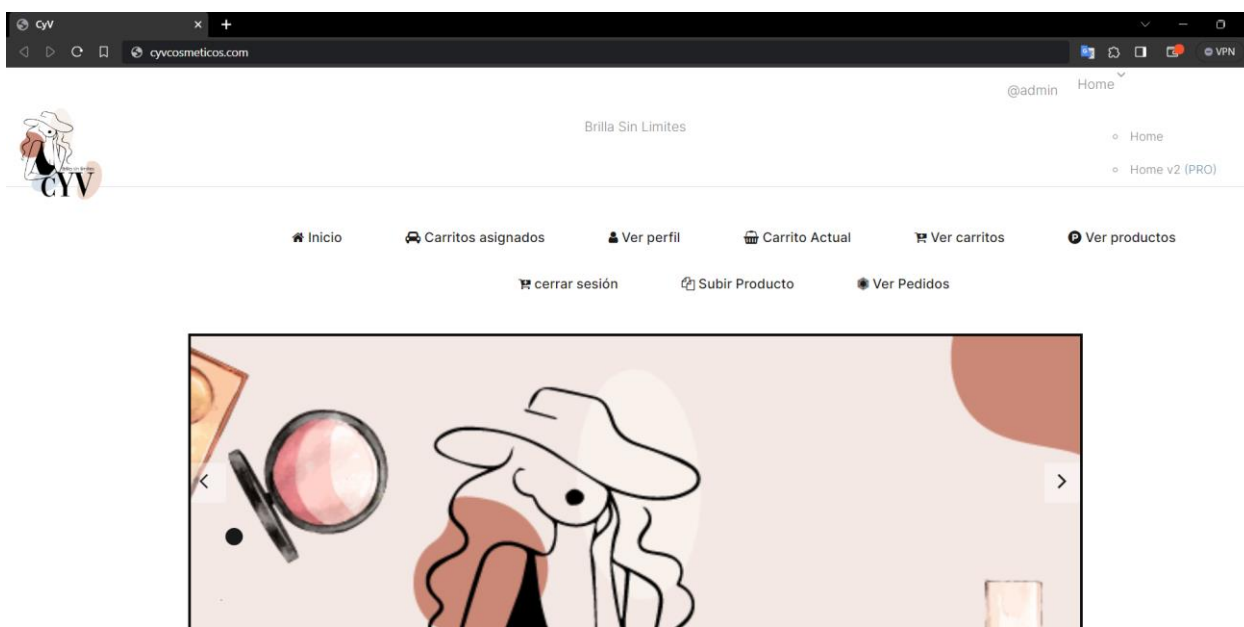 CyV
cyvcosmeticos.com
VPN
@admin
Home
Brilla Sin Limites
Home
Home v2 (PRO)
CYV
Inicio
Carritos asignados
Ver perfil
Carrito Actual
Ver carritos
Ver productos
cerrar sesión
Subir Producto
Ver Pedidos